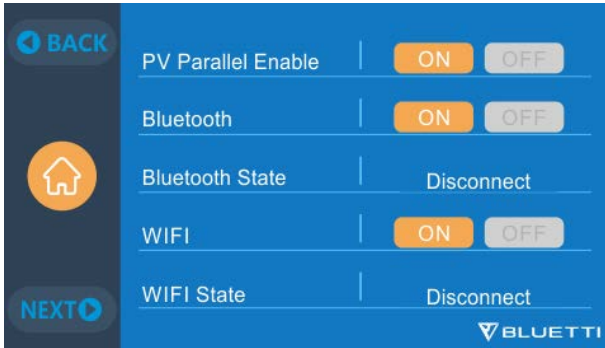 BACK
PV Parallel Enable ON OFF
Bluetooth ON OFF
Bluetooth State Disconnect
WIFI ON OFF
WIFI State Disconnect
NEXT
BLUETTI